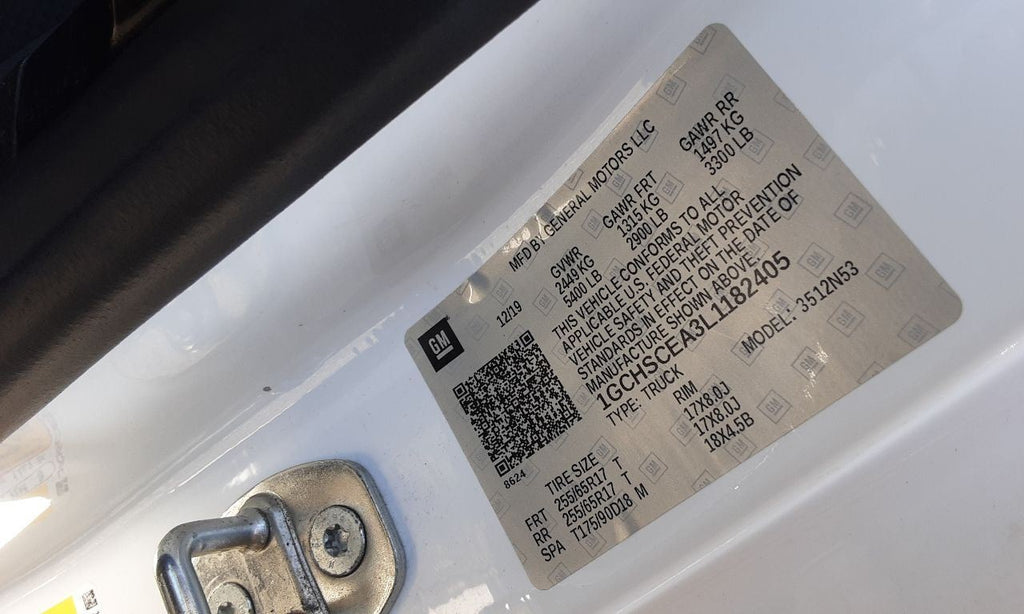 GM
MFD BY GENERAL MOTORS LLC
12/19
GVWR GAWR FRT GAWR RR
2449 KG 1315 KG 1497 KG
5400 LB 2900 LB 3300 LB
THIS VEHICLE CONFORMS TO ALL
APPLICABLE U.S. FEDERAL MOTOR
VEHICLE SAFETY AND THEFT PREVENTION
STANDARDS IN EFFECT ON THE DATE OF
MANUFACTURE SHOWN ABOVE.
1GCHSCEA3L1182405
TYPE: TRUCK MODEL: 3512N53
8624
TIRE SIZE RIM
FRT 255/65R17 T 17X8.0J
RR 255/65R17 T 17X8.0J
SPA T175/90D18 M 18X4.5B